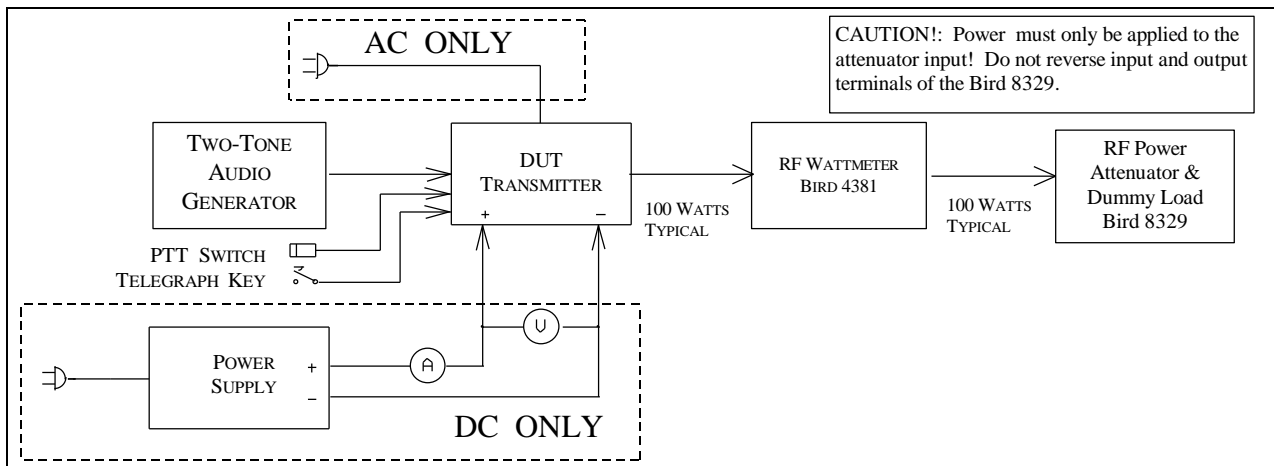 AC ONLY
CAUTION!: Power must only be applied to the
attenuator input! Do not reverse input and output
terminals of the Bird 8329.
TWO-TONE
AUDIO
GENERATOR
DUT
TRANSMITTER
+ −
RF WATTMETER
BIRD 4381
RF Power
Attenuator &
Dummy Load
Bird 8329
100 WATTS
TYPICAL
100 WATTS
TYPICAL
PTT SWITCH
TELEGRAPH KEY
POWER
SUPPLY
+
−
A
V
DC ONLY